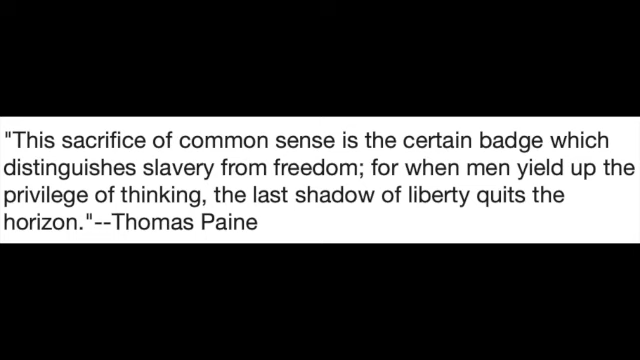 "This sacrifice of common sense is the certain badge which
distinguishes slavery from freedom; for when men yield up the
privilege of thinking, the last shadow of liberty quits the
horizon."--Thomas Paine